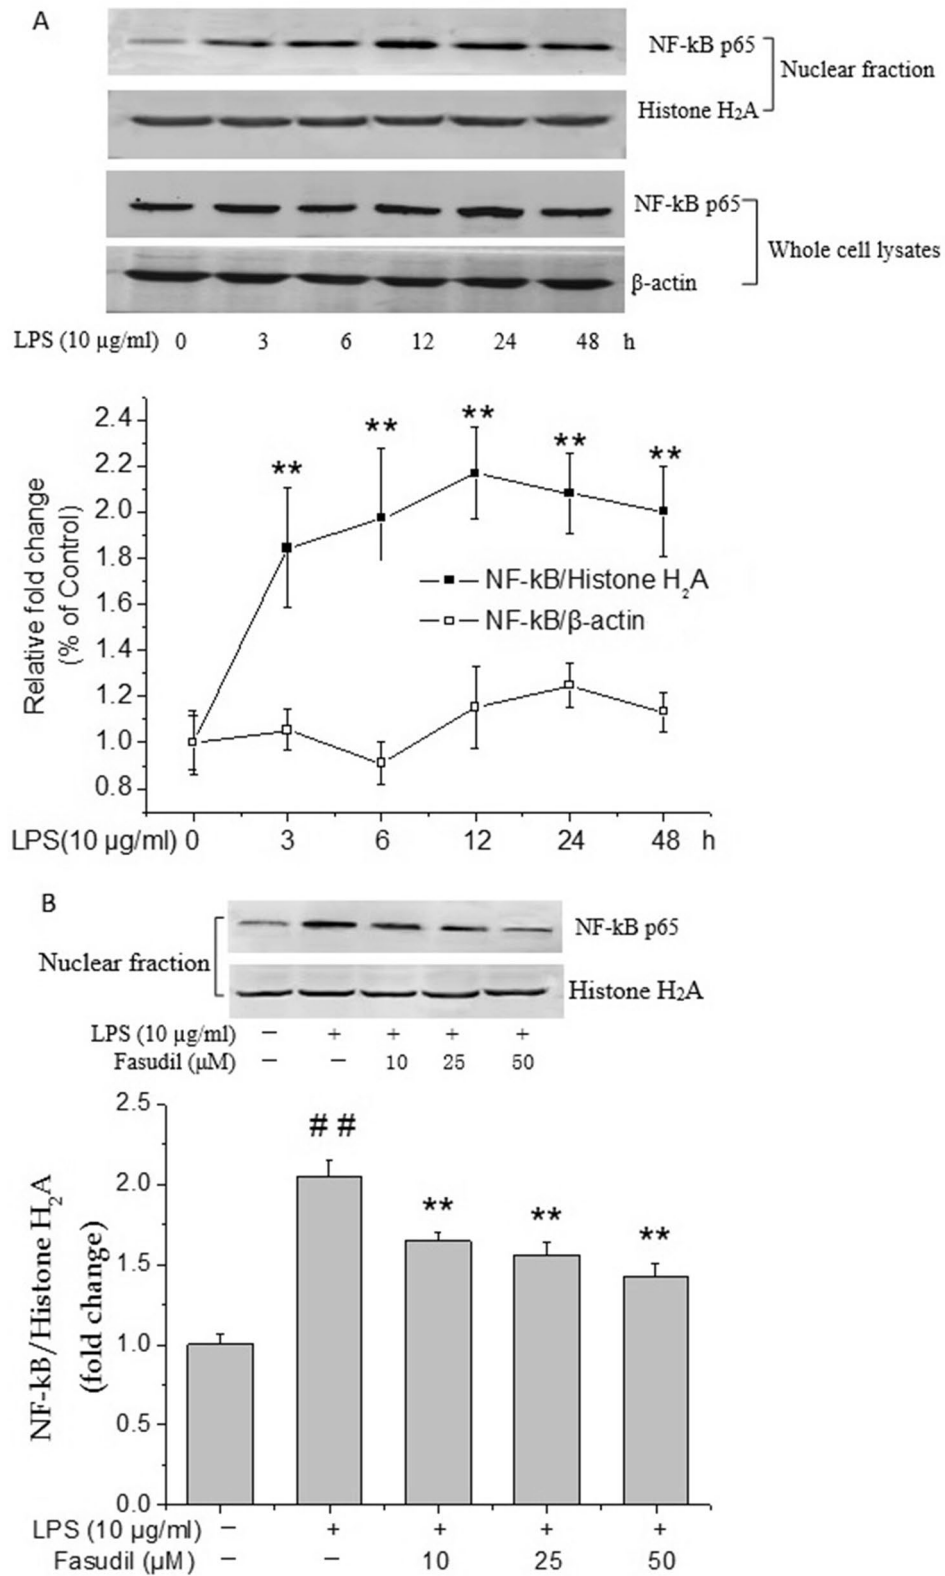 A
NF-kB p65
Nuclear fraction
Histone H2A
NF-kB p65
Whole cell lysates
β-actin
LPS (10 µg/ml) 0 3 6 12 24 48 h
2.4
2.2
2.0
1.8
1.6
1.4
1.2
1.0
0.8
Relative fold change
(% of Control)
** ** ** ** **
NF-kB/Histone H₂A
NF-kB/β-actin
LPS(10 µg/ml) 0 3 6 12 24 48 h
B
NF-kB p65
Nuclear fraction
Histone H2A
LPS (10 µg/ml) − + + + +
Fasudil (µM) − − 10 25 50
2.5
2.0
1.5
1.0
0.5
0.0
NF-kB/Histone H₂A
(fold change)
# # ** ** **
LPS (10 µg/ml) − + + + +
Fasudil (µM) − − 10 25 50